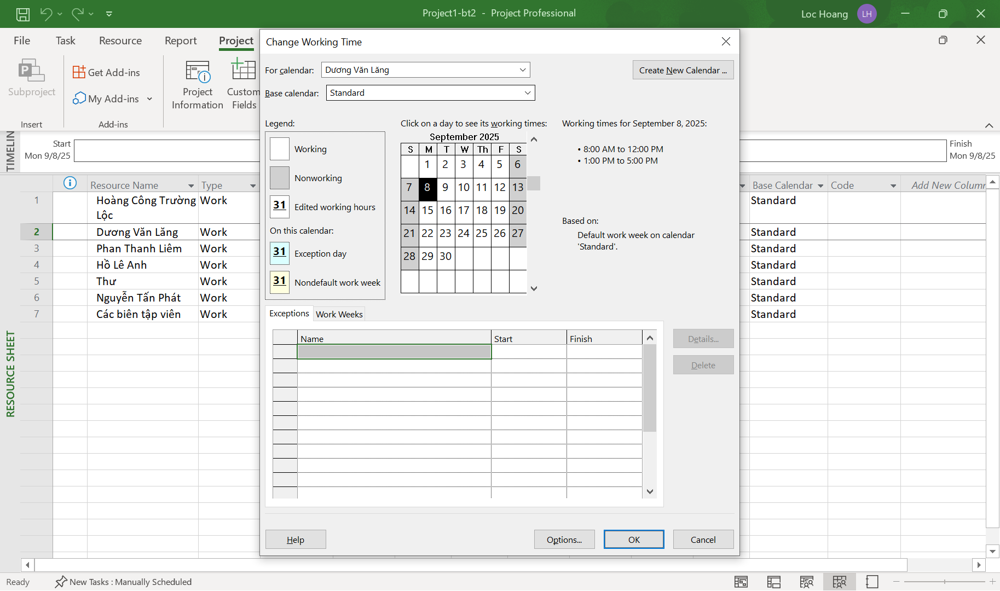 Project1-bt2 - Project Professional
Loc Hoang
LH
File
Task
Resource
Report
Project
Subproject
Get Add-ins
My Add-ins
Project Information
Custom Fields
Insert
Add-ins
Change Working Time
For calendar:
Dương Văn Lăng
Create New Calendar ...
Base calendar:
Standard
Legend:
Working
Nonworking
31 Edited working hours
On this calendar:
31 Exception day
31 Nondefault work week
Click on a day to see its working times:
September 2025
S M T W Th F S
1 2 3 4 5 6
7 8 9 10 11 12 13
14 15 16 17 18 19 20
21 22 23 24 25 26 27
28 29 30
Working times for September 8, 2025:
• 8:00 AM to 12:00 PM
• 1:00 PM to 5:00 PM
Based on:
Default work week on calendar
'Standard'.
Exceptions
Work Weeks
Name
Start
Finish
Details...
Delete
Help
Options...
OK
Cancel
TIMELIN
Start
Mon 9/8/25
Finish
Mon 9/8/25
RESOURCE SHEET
Resource Name
Type
Base Calendar
Code
Add New Column
1 Hoàng Công Trường Lộc Work Standard
2 Dương Văn Lăng Work Standard
3 Phan Thanh Liêm Work Standard
4 Hồ Lê Anh Work Standard
5 Thư Work Standard
6 Nguyễn Tấn Phát Work Standard
7 Các biên tập viên Work Standard
Ready
New Tasks : Manually Scheduled